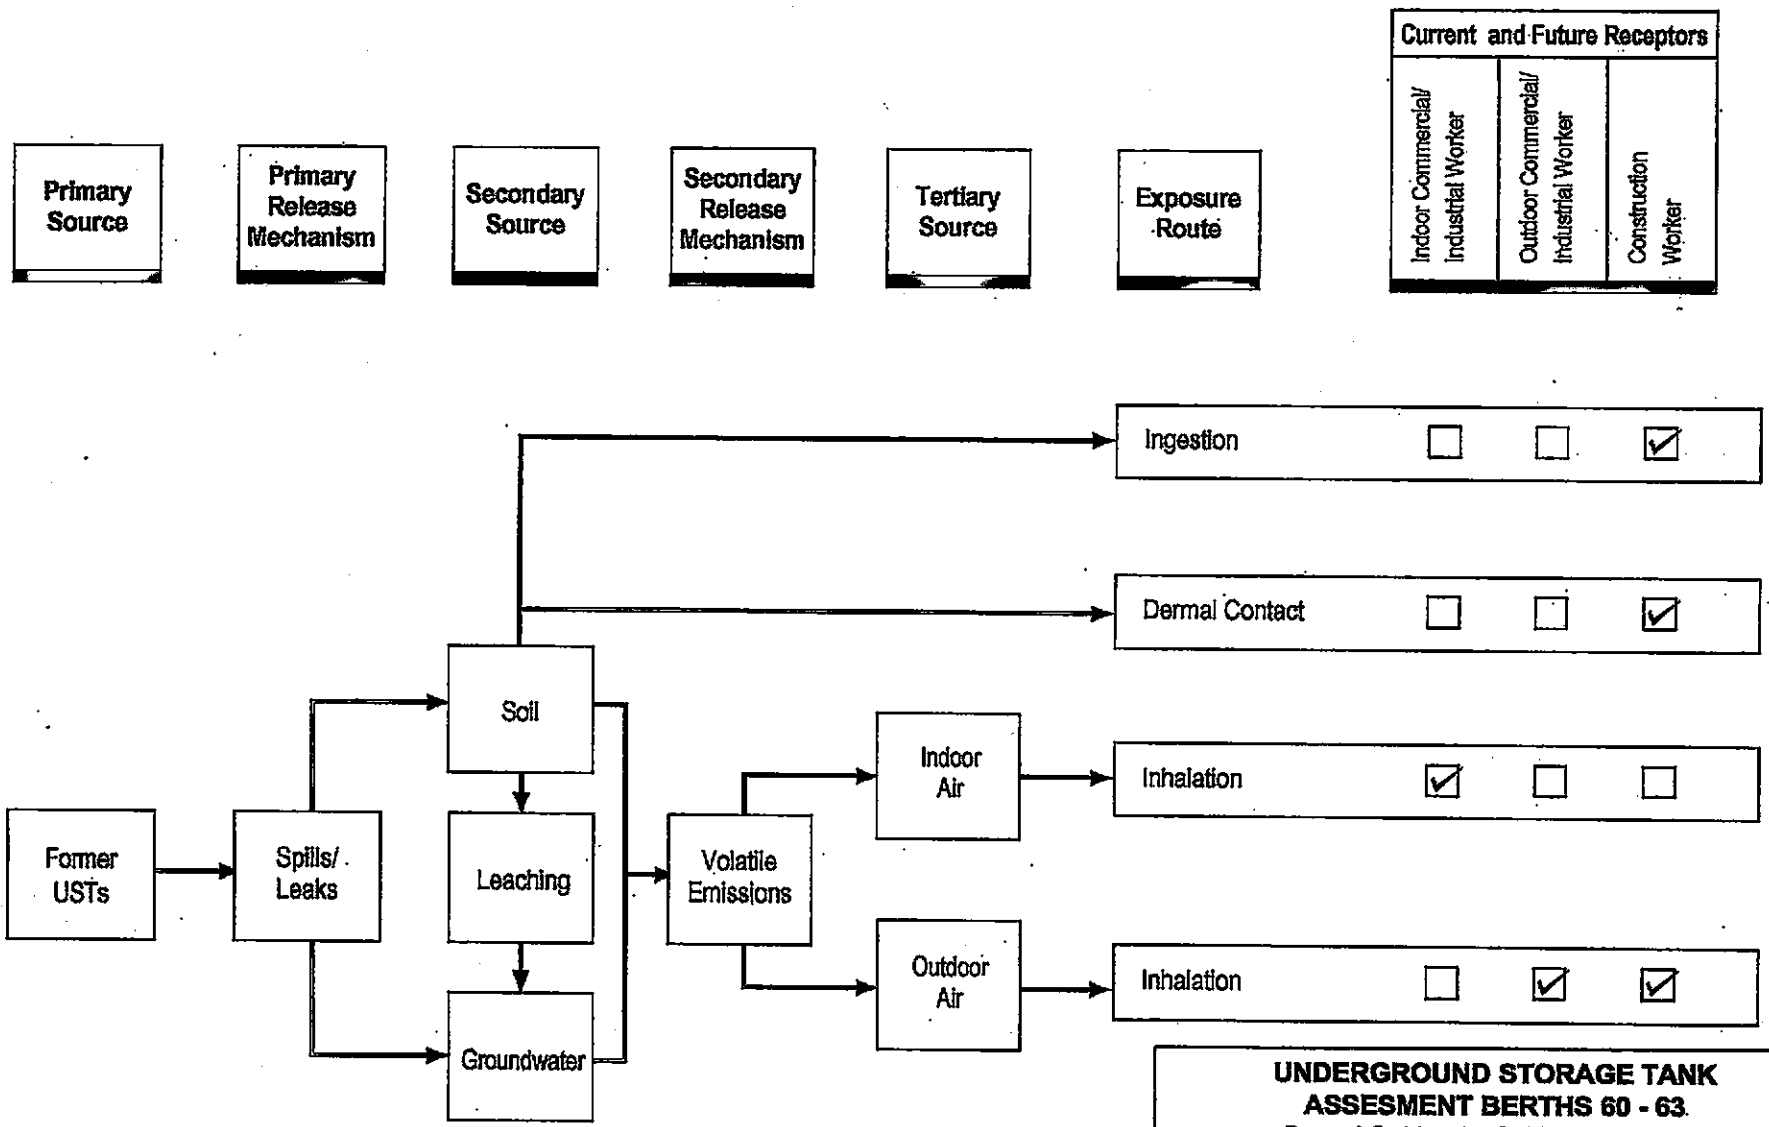 Current and Future Receptors
Indoor Commercial/
Industrial Worker
Outdoor Commercial/
Industrial Worker
Construction
Worker
Primary
Source
Primary
Release
Mechanism
Secondary
Source
Secondary
Release
Mechanism
Tertiary
Source
Exposure
Route
Ingestion
Dermal Contact
Soil
Indoor
Air
Inhalation
Former
USTs
Spills/
Leaks
Leaching
Volatile
Emissions
Outdoor
Air
Inhalation
Groundwater
UNDERGROUND STORAGE TANK
ASSESMENT BERTHS 60 - 63